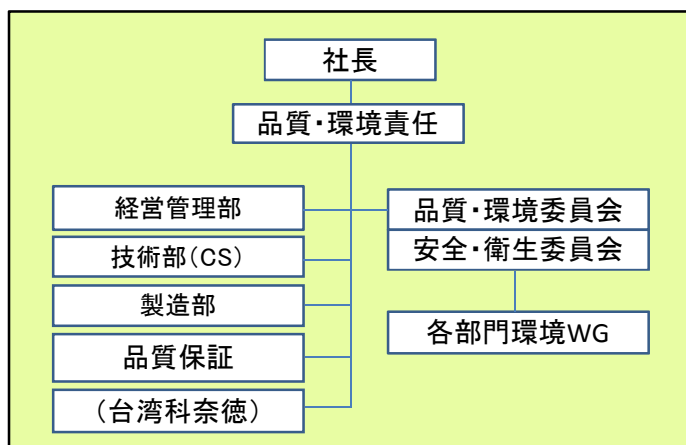 社長
品質・環境責任
経営管理部
技術部(CS)
製造部
品質保証
(台湾科奈徳)
品質・環境委員会
安全・衛生委員会
各部門環境WG